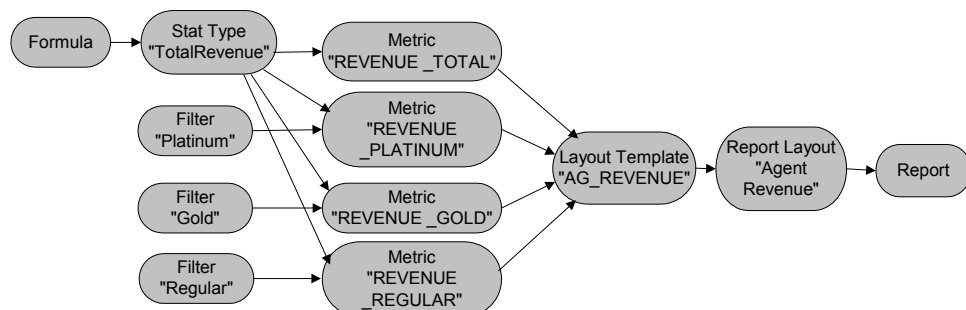 Formula
Stat Type
"TotalRevenue"
Metric
"REVENUE _TOTAL"
Filter
"Platinum"
Metric
"REVENUE
_PLATINUM"
Filter
"Gold"
Metric
"REVENUE _GOLD"
Filter
"Regular"
Metric
"REVENUE
_REGULAR"
Layout Template
"AG_REVENUE"
Report Layout
"Agent
Revenue"
Report